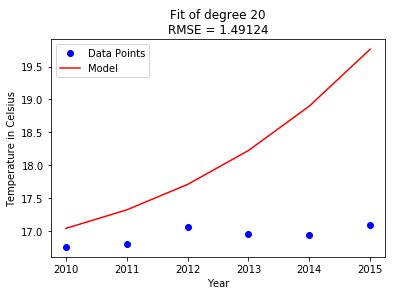 Fit of degree 20
RMSE = 1.49124
Data Points
Model
Temperature in Celsius
19.5
19.0
18.5
18.0
17.5
17.0
2010 2011 2012 2013 2014 2015
Year